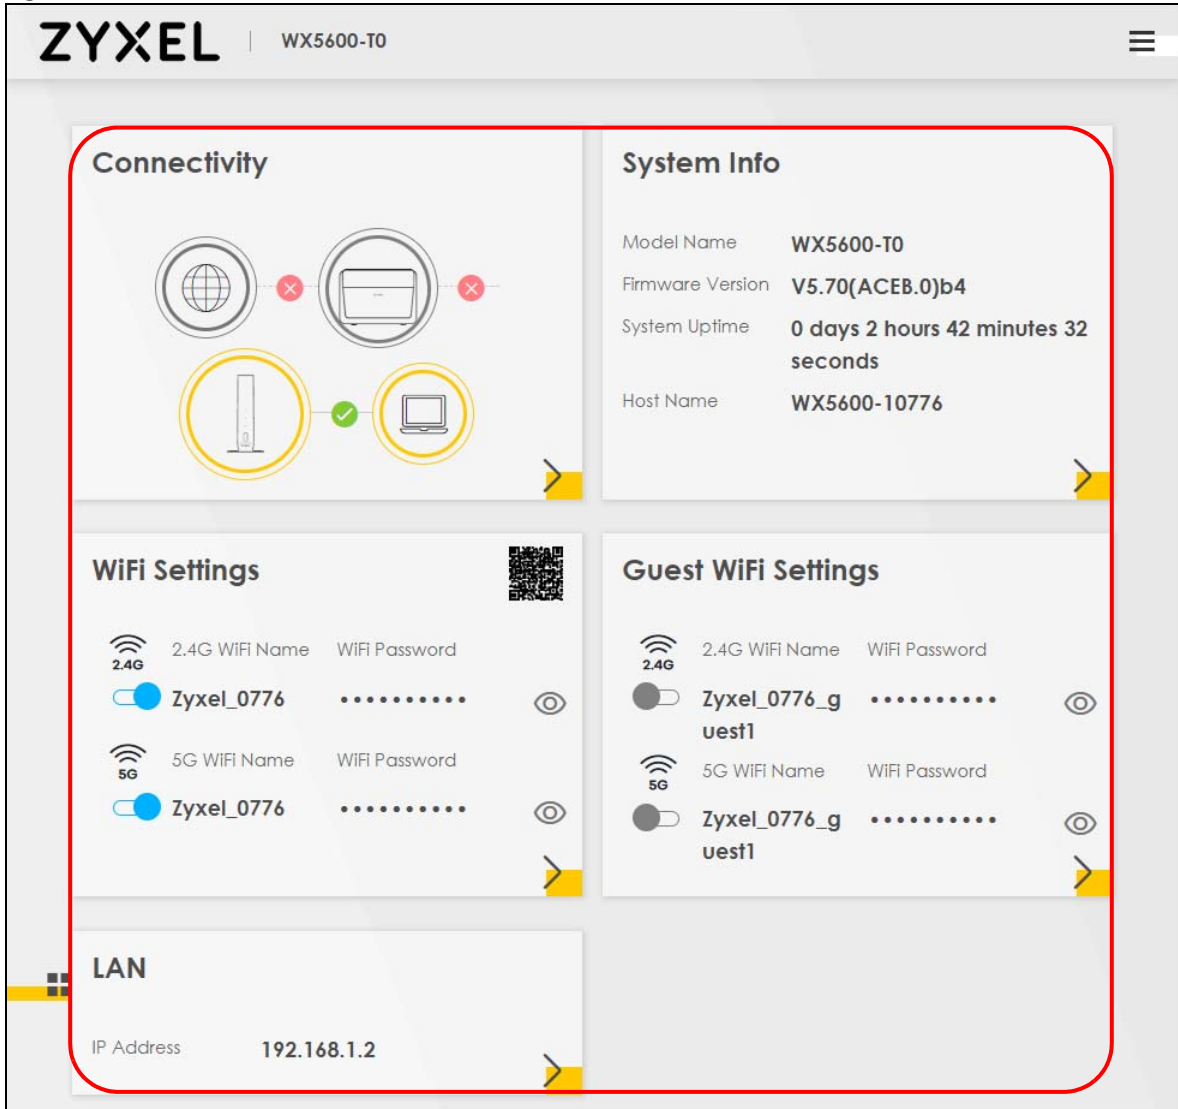 ZYXEL WX5600-T0
Connectivity
System Info
Model Name WX5600-T0
Firmware Version V5.70(ACEB.0)b4
System Uptime 0 days 2 hours 42 minutes 32
seconds
Host Name WX5600-10776
WiFi Settings
2.4G 2.4G WiFi Name WiFi Password
Zyxel_0776 ••••••••••
5G 5G WiFi Name WiFi Password
Zyxel_0776 ••••••••••
Guest WiFi Settings
2.4G 2.4G WiFi Name WiFi Password
Zyxel_0776_g ••••••••••
uest1
5G 5G WiFi Name WiFi Password
Zyxel_0776_g ••••••••••
uest1
LAN
IP Address 192.168.1.2